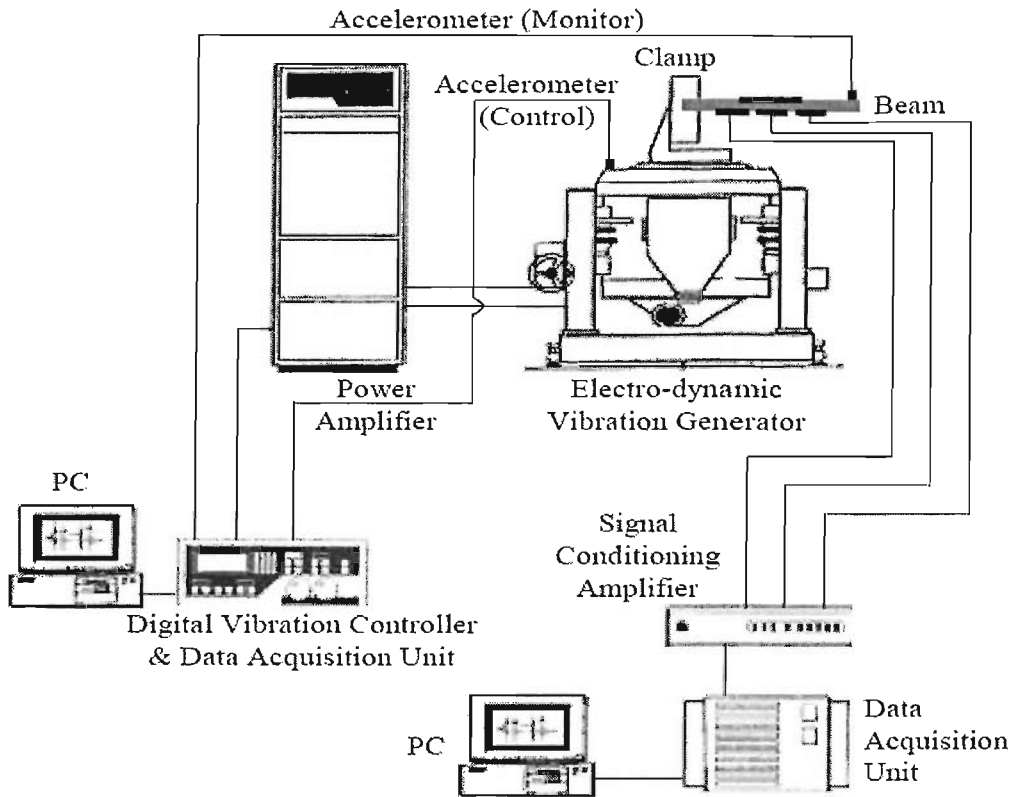 Accelerometer (Monitor)
Clamp
Accelerometer
(Control)
Beam
Power
Amplifier
Electro-dynamic
Vibration Generator
PC
Signal
Conditioning
Amplifier
Digital Vibration Controller
& Data Acquisition Unit
PC
Data
Acquisition
Unit